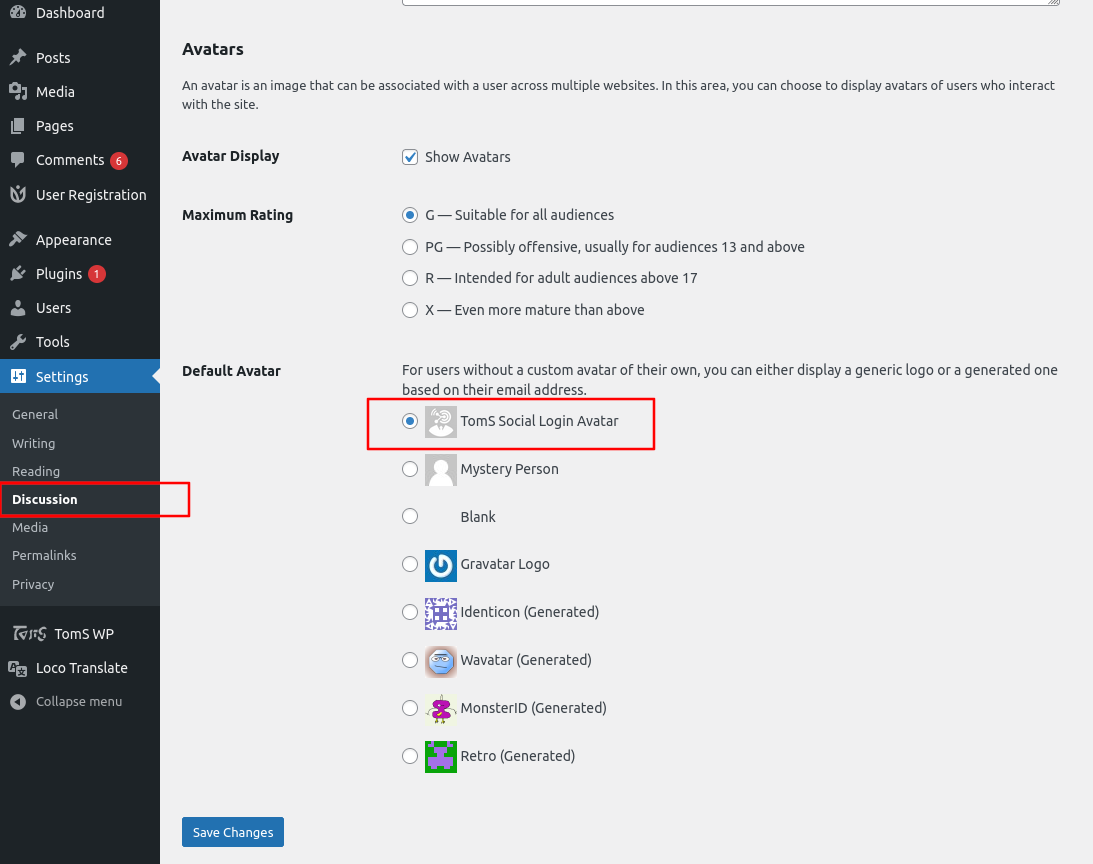 Dashboard
Posts
Media
Pages
Comments 6
User Registration
Appearance
Plugins 1
Users
Tools
Settings
General
Writing
Reading
Discussion
Media
Permalinks
Privacy
TomS TomS WP
Loco Translate
Collapse menu
Avatars
An avatar is an image that can be associated with a user across multiple websites. In this area, you can choose to display avatars of users who interact
with the site.
Avatar Display
Show Avatars
Maximum Rating
G — Suitable for all audiences
PG — Possibly offensive, usually for audiences 13 and above
R — Intended for adult audiences above 17
X — Even more mature than above
Default Avatar
For users without a custom avatar of their own, you can either display a generic logo or a generated one
based on their email address.
TomS Social Login Avatar
Mystery Person
Blank
Gravatar Logo
Identicon (Generated)
Wavatar (Generated)
MonsterID (Generated)
Retro (Generated)
Save Changes